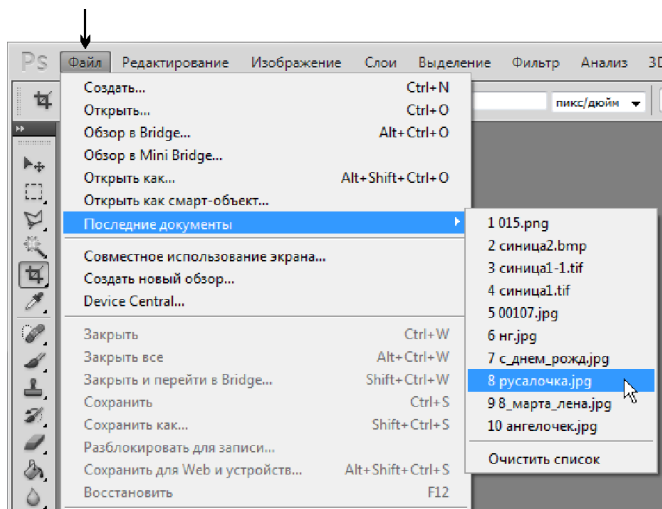 Ps Файл Редактирование Изображение Слои Выделение Фильтр Анализ 3D
пикс/дюйм
Создать... Ctrl+N
Открыть... Ctrl+O
Обзор в Bridge... Alt+Ctrl+O
Обзор в Mini Bridge...
Открыть как... Alt+Shift+Ctrl+O
Открыть как смарт-объект...
Последние документы
1 015.png
2 синица2.bmp
3 синица1-1.tif
4 синица1.tif
5 00107.jpg
6 нг.jpg
7 с_днем_рожд.jpg
8 русалочка.jpg
9 8_марта_лена.jpg
10 ангелочек.jpg
Очистить список
Совместное использование экрана...
Создать новый обзор...
Device Central...
Закрыть Ctrl+W
Закрыть все Alt+Ctrl+W
Закрыть и перейти в Bridge... Shift+Ctrl+W
Сохранить Ctrl+S
Сохранить как... Shift+Ctrl+S
Разблокировать для записи...
Сохранить для Web и устройств... Alt+Shift+Ctrl+S
Восстановить F12